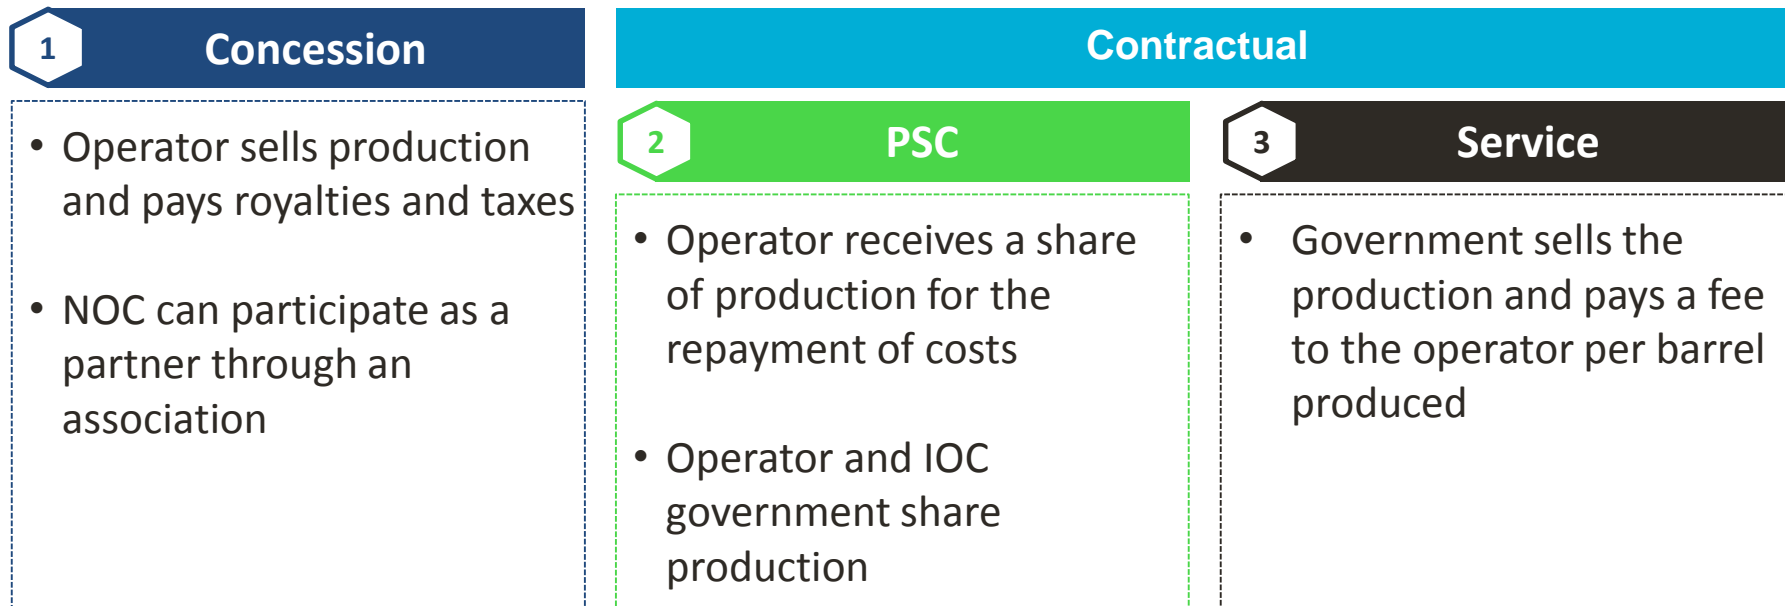 1
Concession
• Operator sells production
and pays royalties and taxes
• NOC can participate as a
partner through an
association
Contractual
2
PSC
• Operator receives a share
of production for the
repayment of costs
• Operator and IOC
government share
production
3
Service
• Government sells the
production and pays a fee
to the operator per barrel
produced